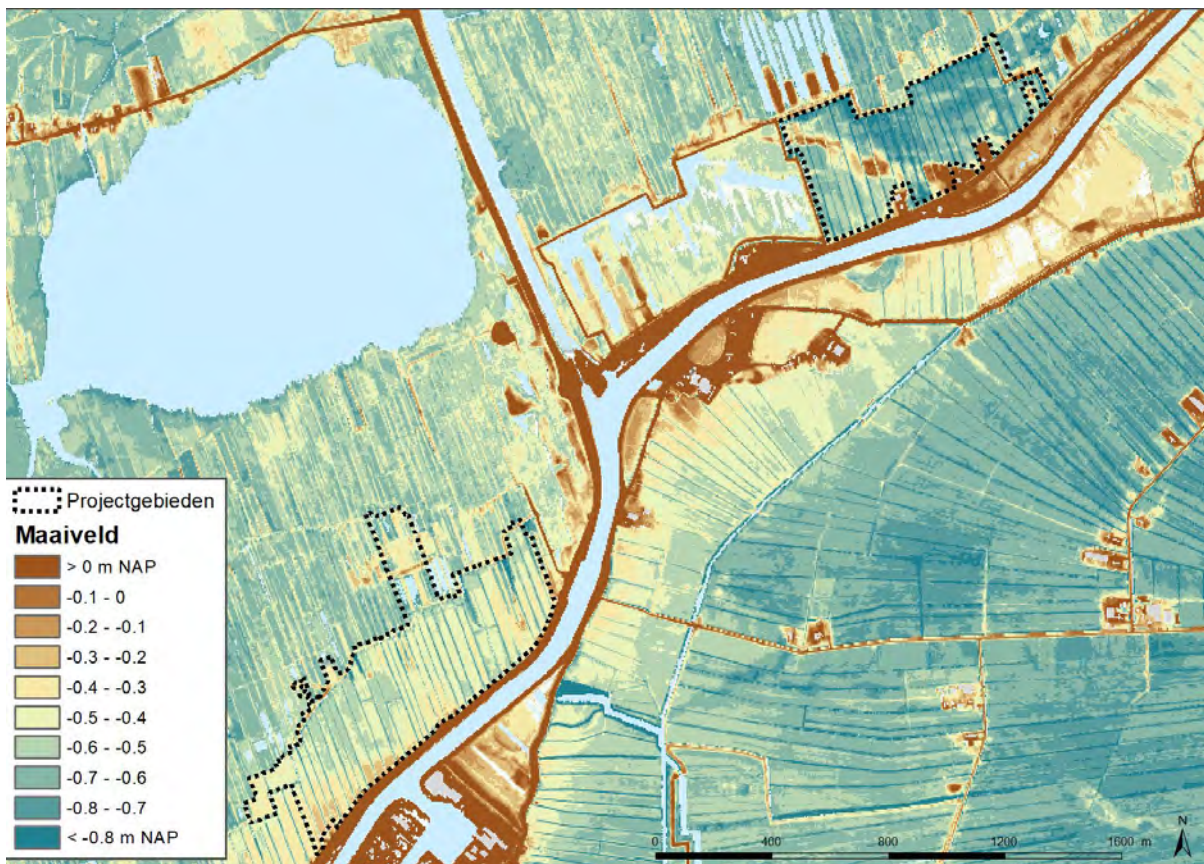 Projectgebieden
Maaiveld
> 0 m NAP
-0.1 - 0
-0.2 - -0.1
-0.3 - -0.2
-0.4 - -0.3
-0.5 - -0.4
-0.6 - -0.5
-0.7 - -0.6
-0.8 - -0.7
< -0.8 m NAP
0 400 800 1200 1600 m
N